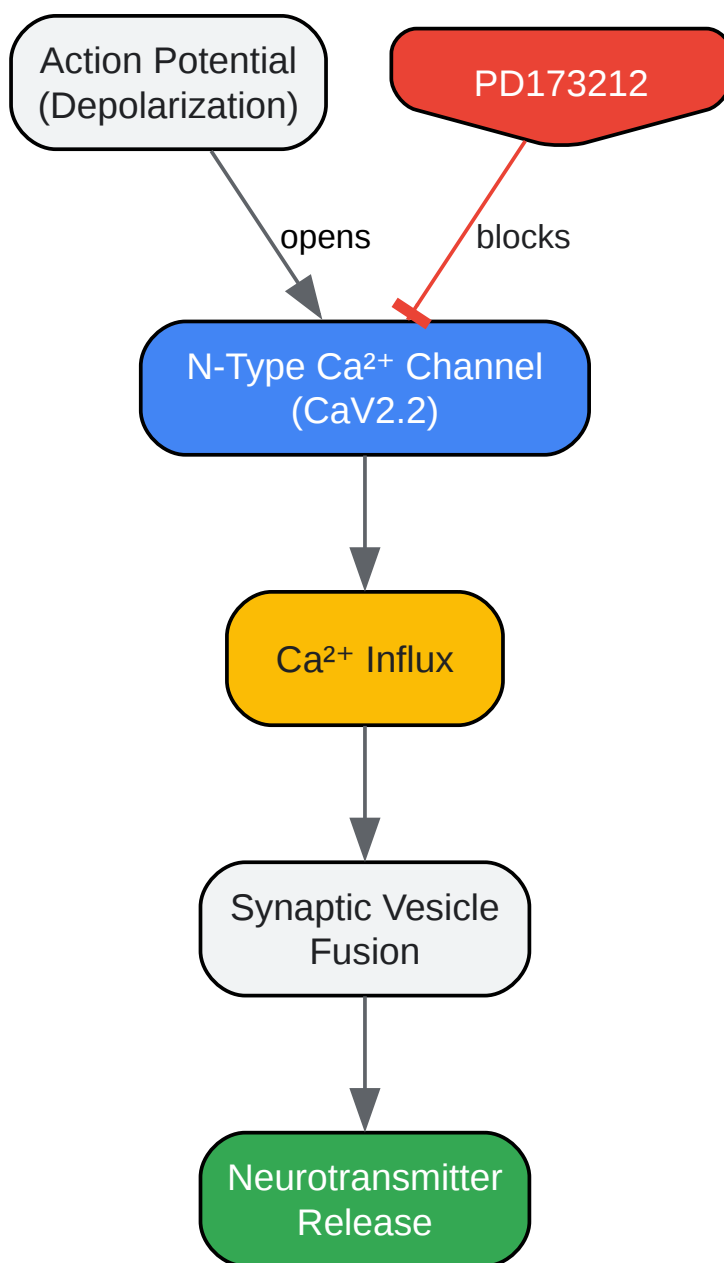 Action Potential
(Depolarization)
PD173212
opens
blocks
N-Type Ca²⁺ Channel
(CaV2.2)
Ca²⁺ Influx
Synaptic Vesicle
Fusion
Neurotransmitter
Release